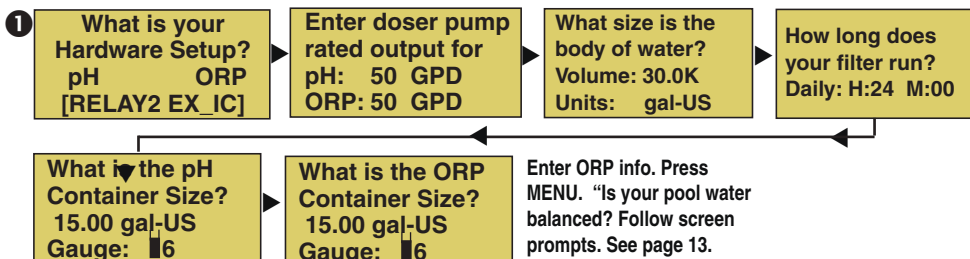 ❶
What is your
Hardware Setup?
pH ORP
[RELAY2 EX_IC]
Enter doser pump
rated output for
pH: 50 GPD
ORP: 50 GPD
What size is the
body of water?
Volume: 30.0K
Units: gal-US
How long does
your filter run?
Daily: H:24 M:00
What is the pH
Container Size?
15.00 gal-US
Gauge: 6
What is the ORP
Container Size?
15.00 gal-US
Gauge: 6
Enter ORP info. Press
MENU. “Is your pool water
balanced? Follow screen
prompts. See page 13.